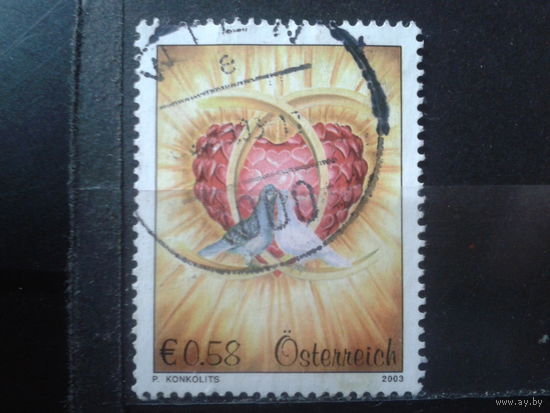 € 0.58 Österreich
P. KONKOLITS 2003
www.ay.by